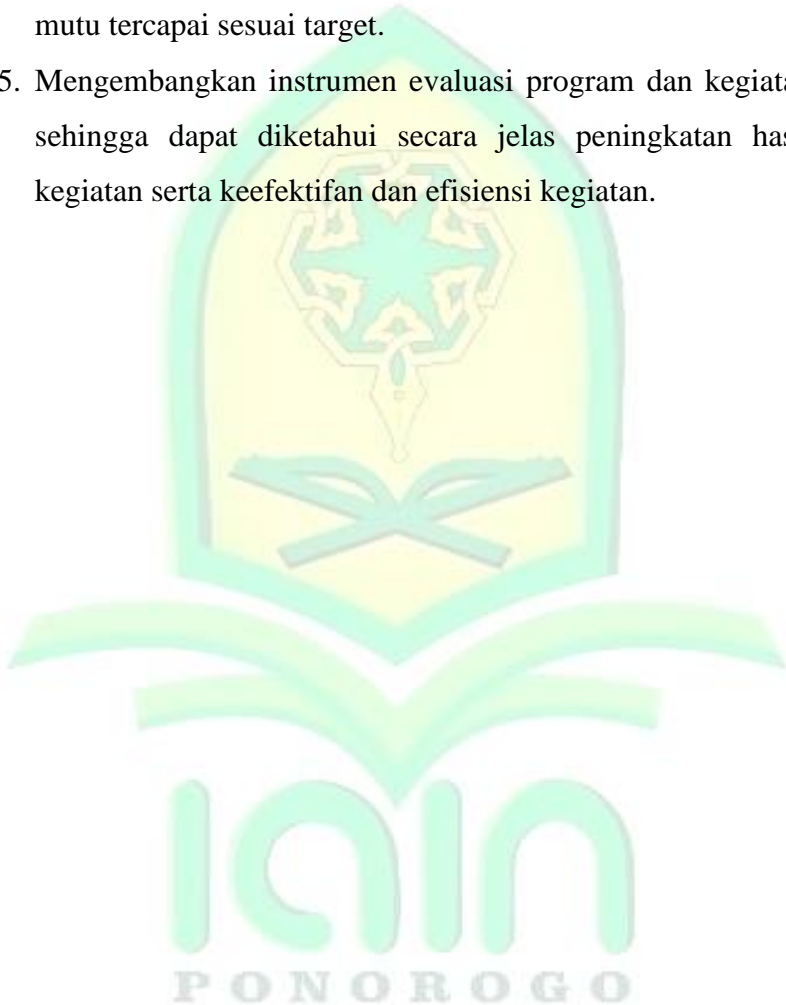 mutu tercapai sesuai target.
5. Mengembangkan instrumen evaluasi program dan kegiata
sehingga dapat diketahui secara jelas peningkatan has
kegiatan serta keefektifan dan efisiensi kegiatan.
iain
PONOROGO